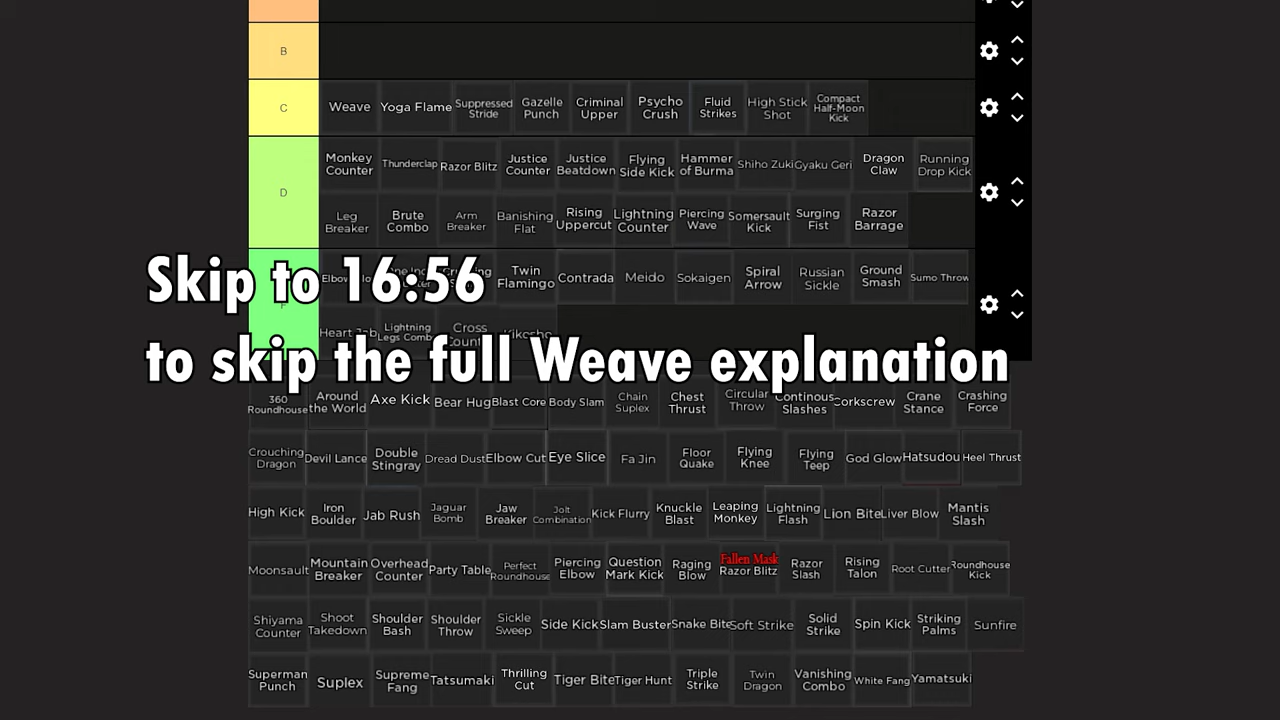 B
C
Weave Yoga Flame Suppressed Stride Gazelle Punch Criminal Upper Psycho Crush Fluid Strikes High Stick Shot Compact Half-Moon Kick
D
Monkey Counter Thunderclap Razor Blitz Justice Counter Justice Beatdown Flying Side Kick Hammer of Burma Shiho Zuki Gyaku Geri Dragon Claw Running Drop Kick
Leg Breaker Brute Combo Arm Breaker Banishing Flat Rising Uppercut Lightning Counter Piercing Wave Somersault Kick Surging Fist Razor Barrage
Twin Flamingo Contrada Meido Sokaigen Spiral Arrow Russian Sickle Ground Smash Sumo Throw
Skip to 16:56
Heart Jab Lightning Legs Combo Cross Kikosho
to skip the full Weave explanation
360 Roundhouse Around the World Axe Kick Bear Hug Blast Core Body Slam Chain Suplex Chest Thrust Circular Throw Continous Slashes Corkscrew Crane Stance Crashing Force
Crouching Dragon Devil Lance Double Stingray Dread Dust Elbow Cut Eye Slice Fa Jin Floor Quake Flying Knee Flying Teep God Glow Hatsudou Heel Thrust
High Kick Iron Boulder Jab Rush Jaguar Bomb Jaw Breaker Jolt Combination Kick Flurry Knuckle Blast Leaping Monkey Lightning Flash Lion Bite Liver Blow Mantis Slash
Moonsault Mountain Breaker Overhead Counter Party Table Perfect Roundhouse Piercing Elbow Question Mark Kick Raging Blow Fallen Mask Razor Blitz Razor Slash Rising Talon Root Cutter Roundhouse Kick
Shiyama Counter Shoot Takedown Shoulder Bash Shoulder Throw Sickle Sweep Side Kick Slam Buster Snake Bite Soft Strike Solid Strike Spin Kick Striking Palms Sunfire
Superman Punch Suplex Supreme Fang Tatsumaki Thrilling Cut Tiger Bite Tiger Hunt Triple Strike Twin Dragon Vanishing Combo White Fang Yamatsuki